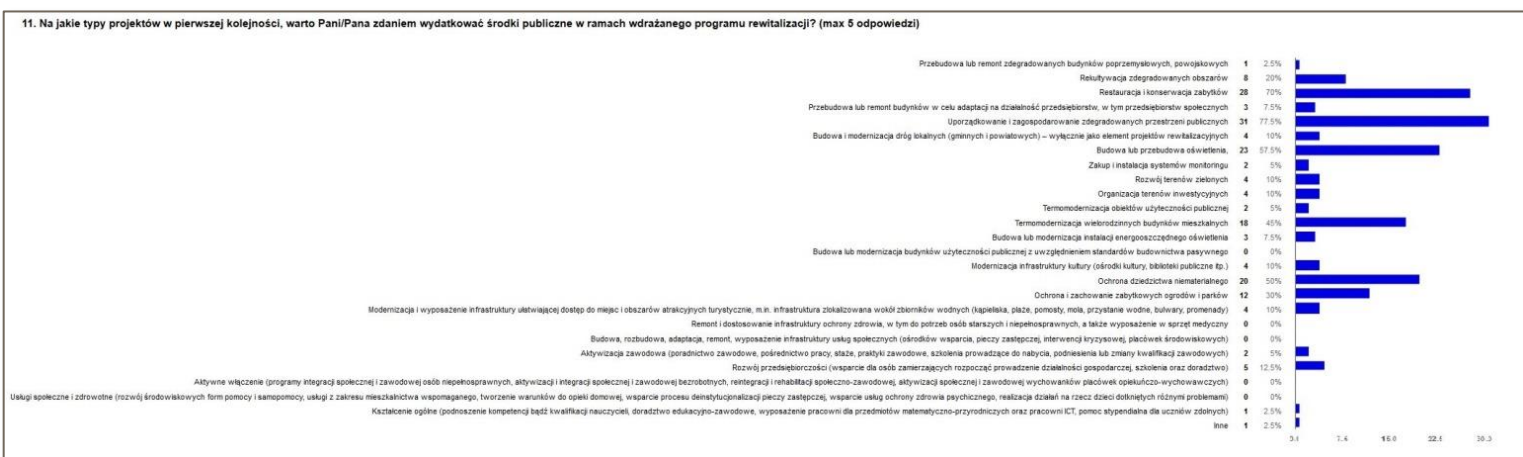 11. Na jakie typy projektów w pierwszej kolejności, warto Pani/Pana zdaniem wydatkować środki publiczne w ramach wdrażanego programu rewitalizacji? (max 5 odpowiedzi)
Przebudowa lub remont zdegradowanych budynków poprzemysłowych, powojskowych 1 2.5%
Rekultywacja zdegradowanych obszarów 8 20%
Restauracja i konserwacja zabytków 28 70%
Przebudowa lub remont budynków w celu adaptacji na działalność przedsiębiorstw, w tym przedsiębiorstw społecznych 3 7.5%
Uporządkowanie i zagospodarowanie zdegradowanych przestrzeni publicznych 31 77.5%
Budowa i modernizacja dróg lokalnych (gminnych i powiatowych) – wyłącznie jako element projektów rewitalizacyjnych 4 10%
Budowa lub przebudowa oświetlenia, 23 57.5%
Zakup i instalacja systemów monitoringu 2 5%
Rozwój terenów zielonych 4 10%
Organizacja terenów inwestycyjnych 4 10%
Termomodernizacja obiektów użyteczności publicznej 2 5%
Termomodernizacja wielorodzinnych budynków mieszkalnych 18 45%
Budowa lub modernizacja instalacji energooszczędnego oświetlenia 3 7.5%
Budowa lub modernizacja budynków użyteczności publicznej z uwzględnieniem standardów budownictwa pasywnego 0 0%
Modernizacja infrastruktury kultury (ośrodki kultury, biblioteki publiczne itp.) 4 10%
Ochrona dziedzictwa niematerialnego 20 50%
Ochrona i zachowanie zabytkowych ogrodów i parków 12 30%
Modernizacja i wyposażenie infrastruktury ułatwiającej dostęp do miejsc i obszarów atrakcyjnych turystycznie, m.in. infrastruktura zlokalizowana wokół zbiorników wodnych (kąpieliska, plaże, pomosty, mola, przystanie wodne, bulwary, promenady) 4 10%
Remont i dostosowanie infrastruktury ochrony zdrowia, w tym do potrzeb osób starszych i niepełnosprawnych, a także wyposażenie w sprzęt medyczny 0 0%
Budowa, rozbudowa, adaptacja, remont, wyposażenie infrastruktury usług społecznych (ośrodków wsparcia, pieczy zastępczej, interwencji kryzysowej, placówek środowiskowych) 0 0%
Aktywizacja zawodowa (poradnictwo zawodowe, pośrednictwo pracy, staże, praktyki zawodowe, szkolenia prowadzące do nabycia, podniesienia lub zmiany kwalifikacji zawodowych) 2 5%
Rozwój przedsiębiorczości (wsparcie dla osób zamierzających rozpocząć prowadzenie działalności gospodarczej, szkolenia oraz doradztwo) 5 12.5%
Aktywne włączenie (programy integracji społecznej i zawodowej osób niepełnosprawnych, aktywizacji i integracji społecznej i zawodowej bezrobotnych, reintegracji i rehabilitacji społeczno-zawodowej, aktywizacji społecznej i zawodowej wychowanków placówek opiekuńczo-wychowawczych) 0 0%
Usługi społeczne i zdrowotne (rozwój środowiskowych form pomocy i samopomocy, usługi z zakresu mieszkalnictwa wspomaganego, tworzenie warunków do opieki domowej, wsparcie procesu deinstytucjonalizacji pieczy zastępczej, wsparcie usług ochrony zdrowia psychicznego, realizacja działań na rzecz dzieci dotkniętych różnymi problemami) 0 0%
Kształcenie ogólne (podnoszenie kompetencji bądź kwalifikacji nauczycieli, doradztwo edukacyjno-zawodowe, wyposażenie pracowni dla przedmiotów matematyczno-przyrodniczych oraz pracowni ICT, pomoc stypendialna dla uczniów zdolnych) 1 2.5%
Inne 1 2.5%